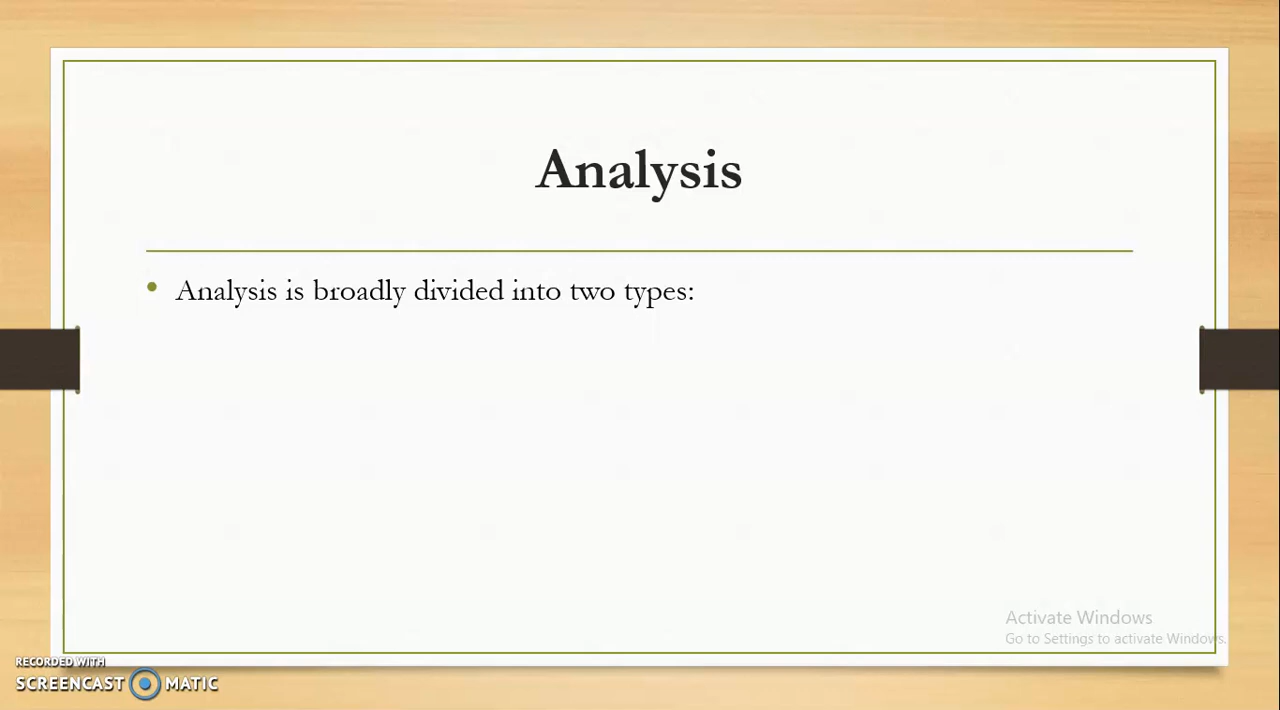 Analysis
• Analysis is broadly divided into two types:
Activate Windows
Go to Settings to activate Windows.
RECORDED WITH
SCREENCAST MATIC